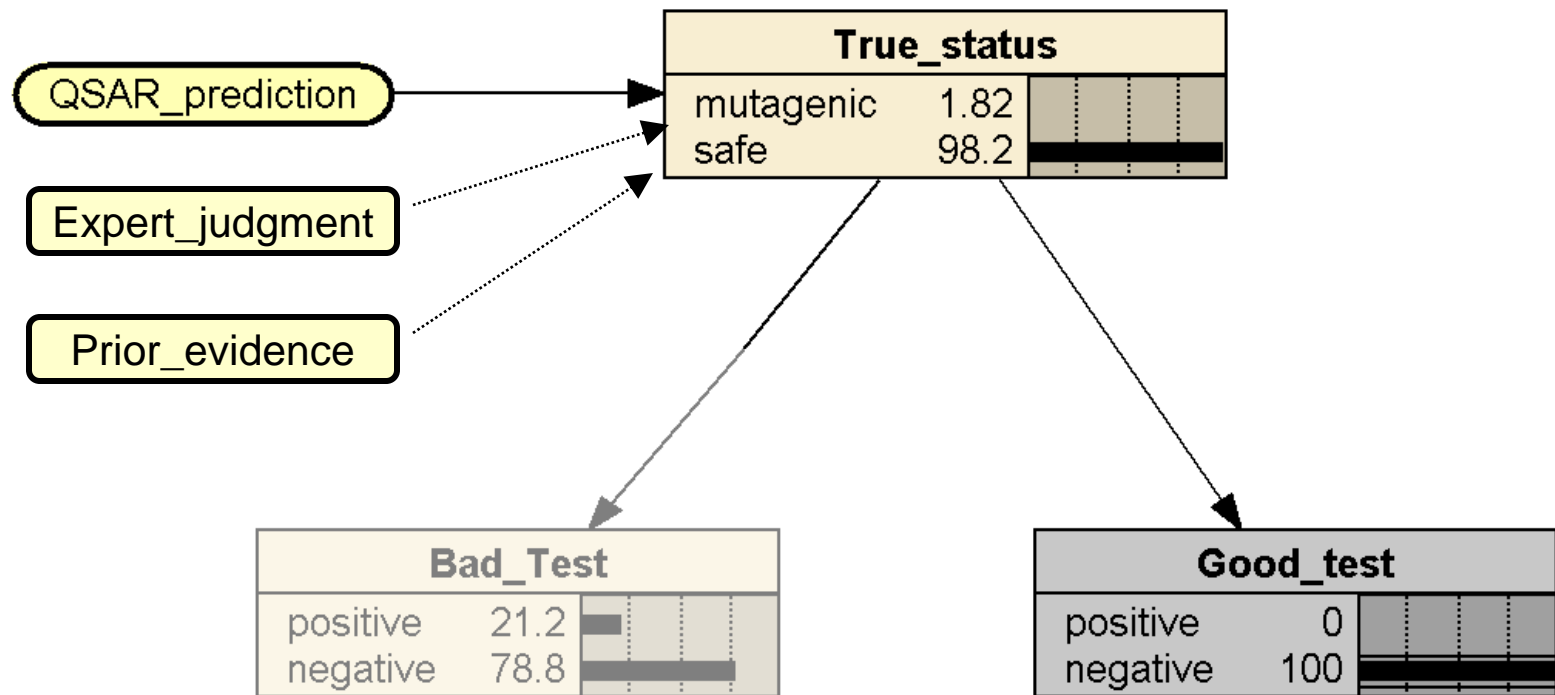 True_status
QSAR_prediction
mutagenic 1.82
safe 98.2
Expert_judgment
Prior_evidence
Bad_Test
positive 21.2
negative 78.8
Good_test
positive 0
negative 100